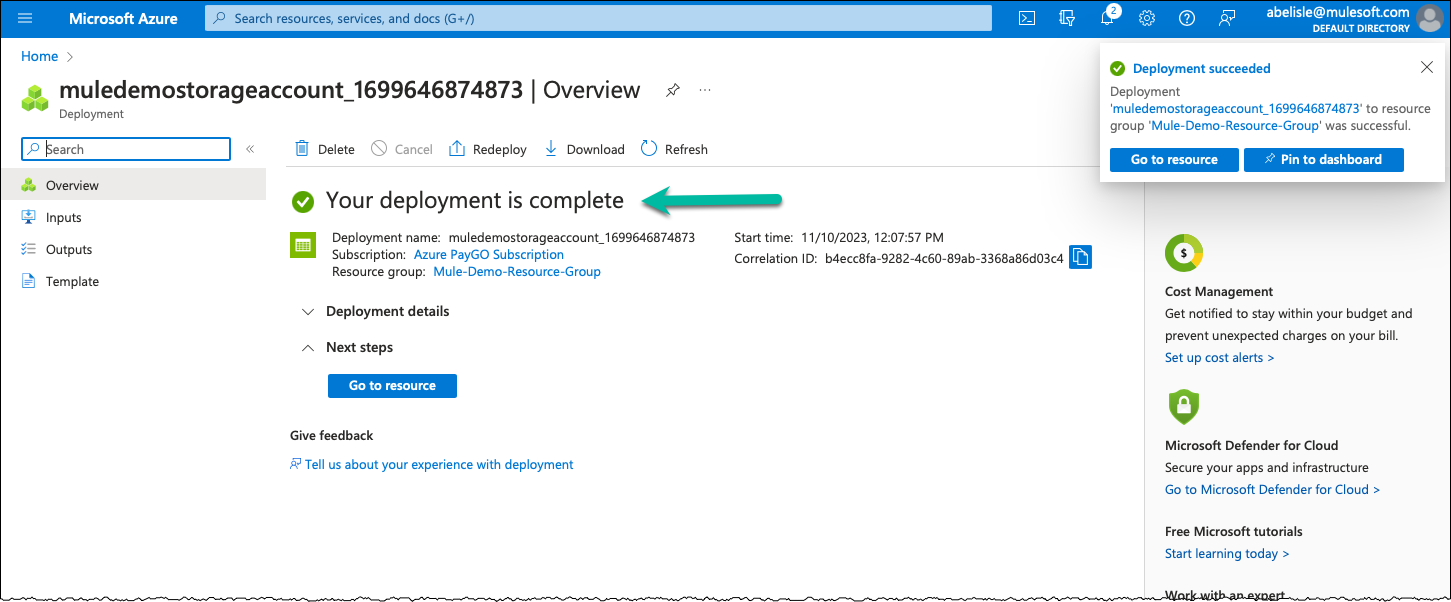 Microsoft Azure
Search resources, services, and docs (G+/)
2
abelisle@mulesoft.com
DEFAULT DIRECTORY
Home
muledemostorageaccount_1699646874873 | Overview
...
Deployment
Search
«
Overview
Inputs
Outputs
Template
Delete
Cancel
Redeploy
Download
Refresh
Your deployment is complete
Deployment name: muledemostorageaccount_1699646874873
Subscription: Azure PayGO Subscription
Resource group: Mule-Demo-Resource-Group
Start time: 11/10/2023, 12:07:57 PM
Correlation ID: b4ecc8fa-9282-4c60-89ab-3368a86d03c4
Deployment details
Next steps
Go to resource
Give feedback
Tell us about your experience with deployment
Deployment succeeded
Deployment
'muledemostorageaccount_1699646874873' to resource
group 'Mule-Demo-Resource-Group' was successful.
Go to resource
Pin to dashboard
$
Cost Management
Get notified to stay within your budget and
prevent unexpected charges on your bill.
Set up cost alerts >
Microsoft Defender for Cloud
Secure your apps and infrastructure
Go to Microsoft Defender for Cloud >
Free Microsoft tutorials
Start learning today >
Work with an expert